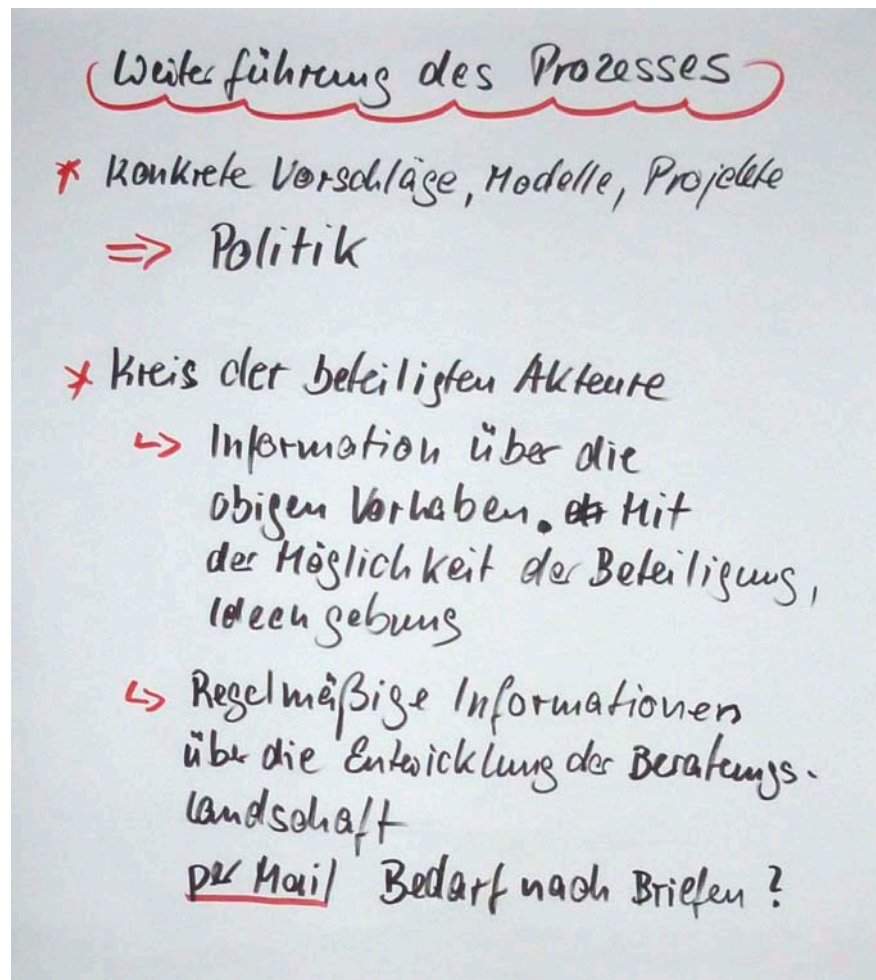 Weiterführung des Prozesses
* Konkrete Vorschläge, Modelle, Projekte
=> Politik
* Kreis der beteiligten Akteure
↳ Information über die
obigen Vorhaben. Mit
der Möglichkeit der Beteiligung,
Ideengebung
↳ Regelmäßige Informationen
über die Entwicklung der Beratungs-
landschaft
per Mail Bedarf nach Briefen?